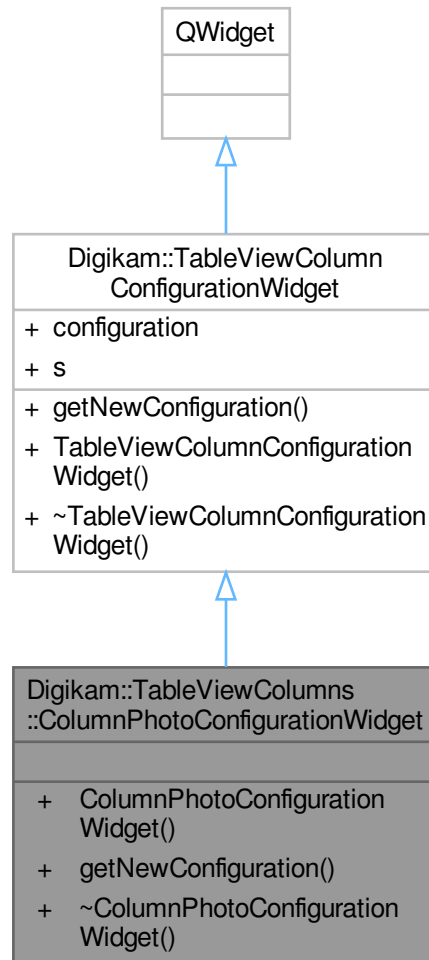 QWidget
Digikam::TableViewColumn
ConfigurationWidget
+ configuration
+ s
+ getNewConfiguration()
+ TableViewColumnConfiguration
Widget()
+ ~TableViewColumnConfiguration
Widget()
Digikam::TableViewColumns
::ColumnPhotoConfigurationWidget
+ ColumnPhotoConfiguration
Widget()
+ getNewConfiguration()
+ ~ColumnPhotoConfiguration
Widget()